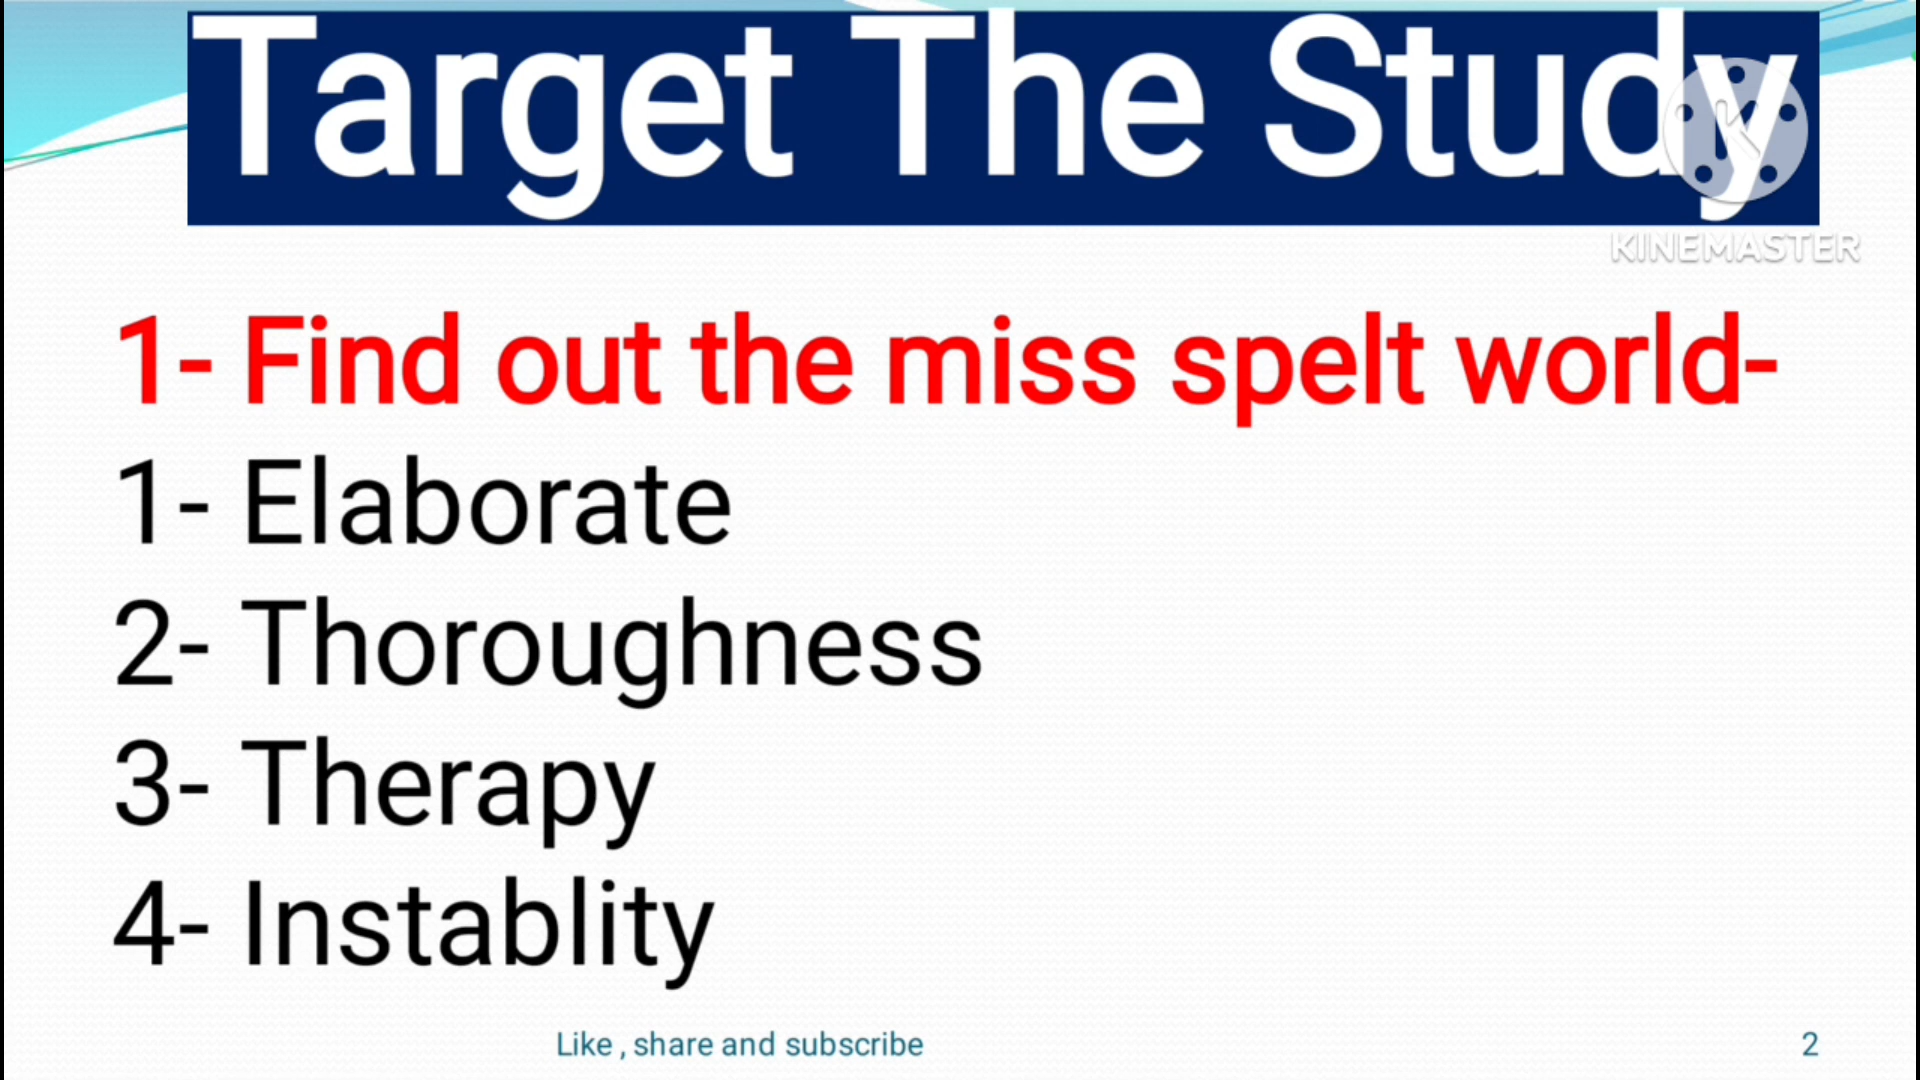 Target The Study
KINEMASTER
1- Find out the miss spelt world-
1- Elaborate
2- Thoroughness
3- Therapy
4- Instablity
Like , share and subscribe
2